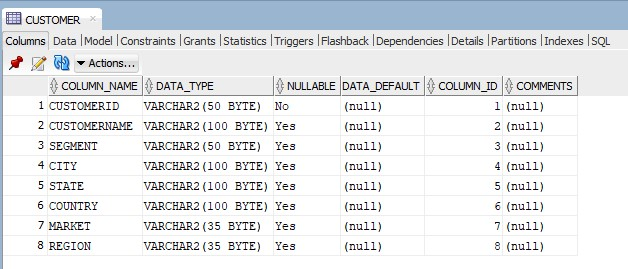 CUSTOMER ×
Columns Data Model Constraints Grants Statistics Triggers Flashback Dependencies Details Partitions Indexes SQL
Actions...
COLUMN_NAME DATA_TYPE NULLABLE DATA_DEFAULT COLUMN_ID COMMENTS
1 CUSTOMERID VARCHAR2(50 BYTE) No (null) 1 (null)
2 CUSTOMERNAME VARCHAR2(100 BYTE) Yes (null) 2 (null)
3 SEGMENT VARCHAR2(50 BYTE) Yes (null) 3 (null)
4 CITY VARCHAR2(100 BYTE) Yes (null) 4 (null)
5 STATE VARCHAR2(100 BYTE) Yes (null) 5 (null)
6 COUNTRY VARCHAR2(100 BYTE) Yes (null) 6 (null)
7 MARKET VARCHAR2(35 BYTE) Yes (null) 7 (null)
8 REGION VARCHAR2(35 BYTE) Yes (null) 8 (null)